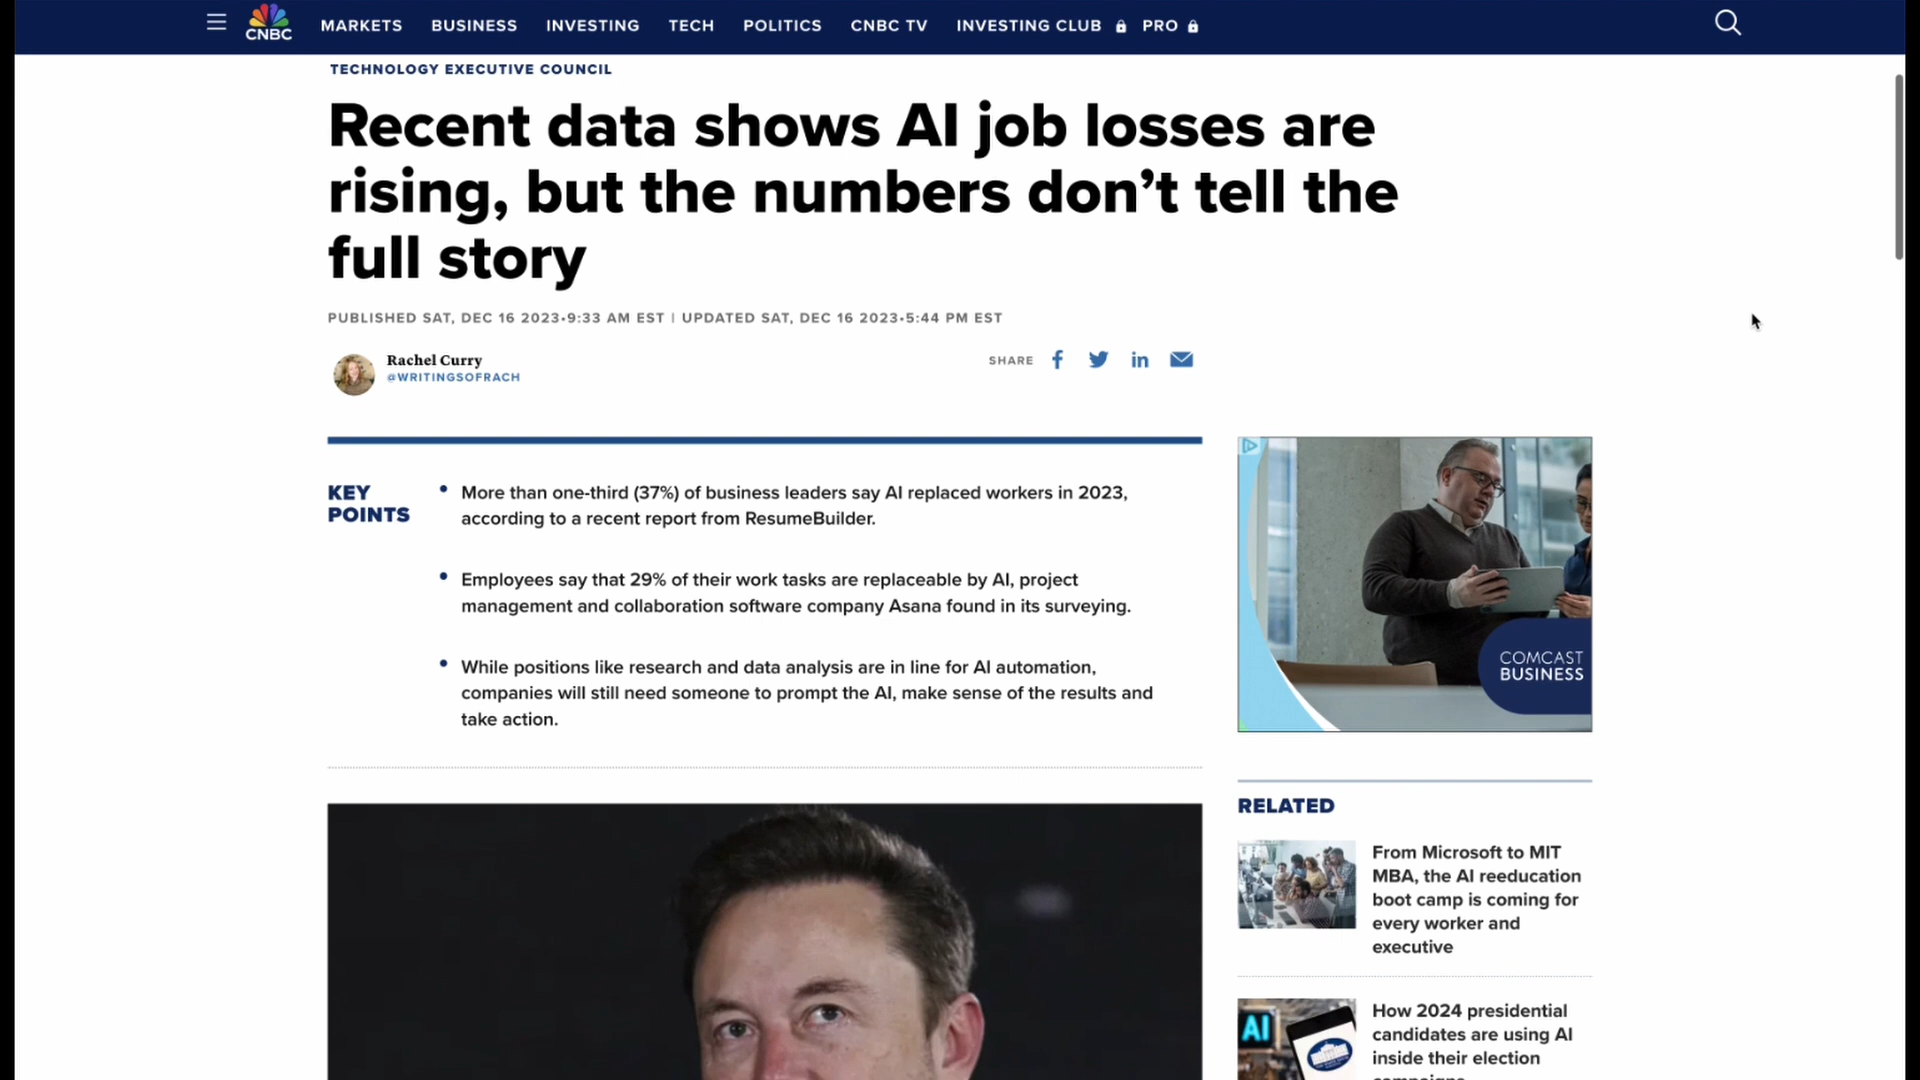 CNBC
MARKETS BUSINESS INVESTING TECH POLITICS CNBC TV INVESTING CLUB PRO
TECHNOLOGY EXECUTIVE COUNCIL
Recent data shows AI job losses are
rising, but the numbers don’t tell the
full story
PUBLISHED SAT, DEC 16 2023•9:33 AM EST | UPDATED SAT, DEC 16 2023•5:44 PM EST
Rachel Curry
@WRITINGSOFRACH
SHARE
KEY
POINTS
• More than one-third (37%) of business leaders say AI replaced workers in 2023,
according to a recent report from ResumeBuilder.
• Employees say that 29% of their work tasks are replaceable by AI, project
management and collaboration software company Asana found in its surveying.
• While positions like research and data analysis are in line for AI automation,
companies will still need someone to prompt the AI, make sense of the results and
take action.
COMCAST
BUSINESS
RELATED
From Microsoft to MIT
MBA, the AI reeducation
boot camp is coming for
every worker and
executive
AI
How 2024 presidential
candidates are using AI
inside their election